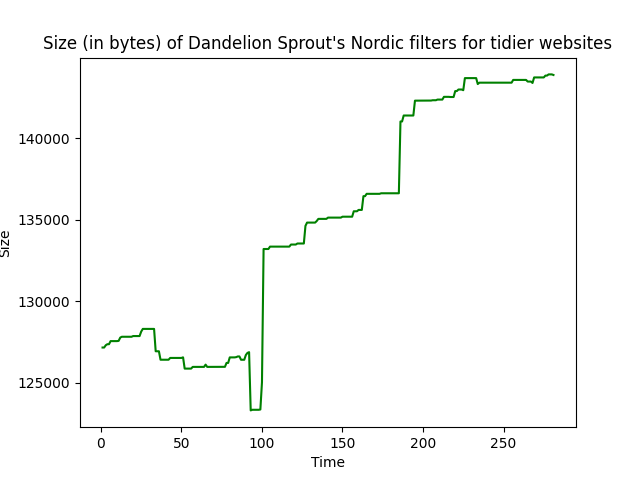 Size (in bytes) of Dandelion Sprout's Nordic filters for tidier websites
140000
135000
130000
125000
Size
0 50 100 150 200 250
Time